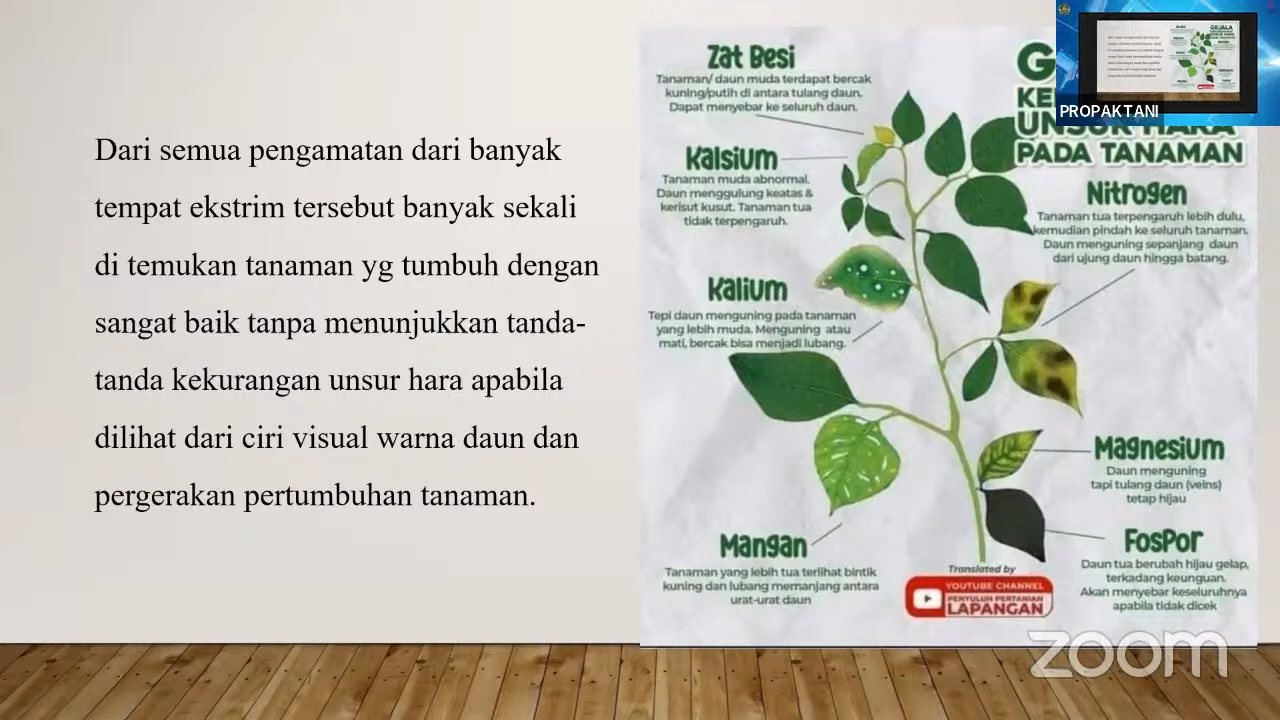 Dari semua pengamatan dari banyak
tempat ekstrim tersebut banyak sekali
di temukan tanaman yg tumbuh dengan
sangat baik tanpa menunjukkan tanda-
tanda kekurangan unsur hara apabila
dilihat dari ciri visual warna daun dan
pergerakan pertumbuhan tanaman.
Zat Besi
Tanaman/ daun muda terdapat bercak
kuning/putih di antara tulang daun.
Dapat menyebar ke seluruh daun.
Kalsium
Tanaman muda abnormal.
Daun menggulung keatas &
kerisut kusut. Tanaman tua
tidak terpengaruh.
Kalium
Tepi daun menguning pada tanaman
yang lebih muda. Menguning atau
mati, bercak bisa menjadi lubang.
Mangan
Tanaman yang lebih tua terlihat bintik
kuning dan lubang memanjang antara
urat-urat daun
UNSUR HARA
PADA TANAMAN
Nitrogen
Tanaman tua terpengaruh lebih dulu,
kemudian pindah ke seluruh tanaman.
Daun menguning sepanjang daun
dari ujung daun hingga batang.
Magnesium
Daun menguning
tapi tulang daun (veins)
tetap hijau
FosPor
Daun tua berubah hijau gelap,
terkadang keunguan.
Akan menyebar keseluruhnya
apabila tidak dicek
Translated by
YOUTUBE CHANNEL
PENYULUH PERTANIAN
LAPANGAN
PROPAKTANI
zoom